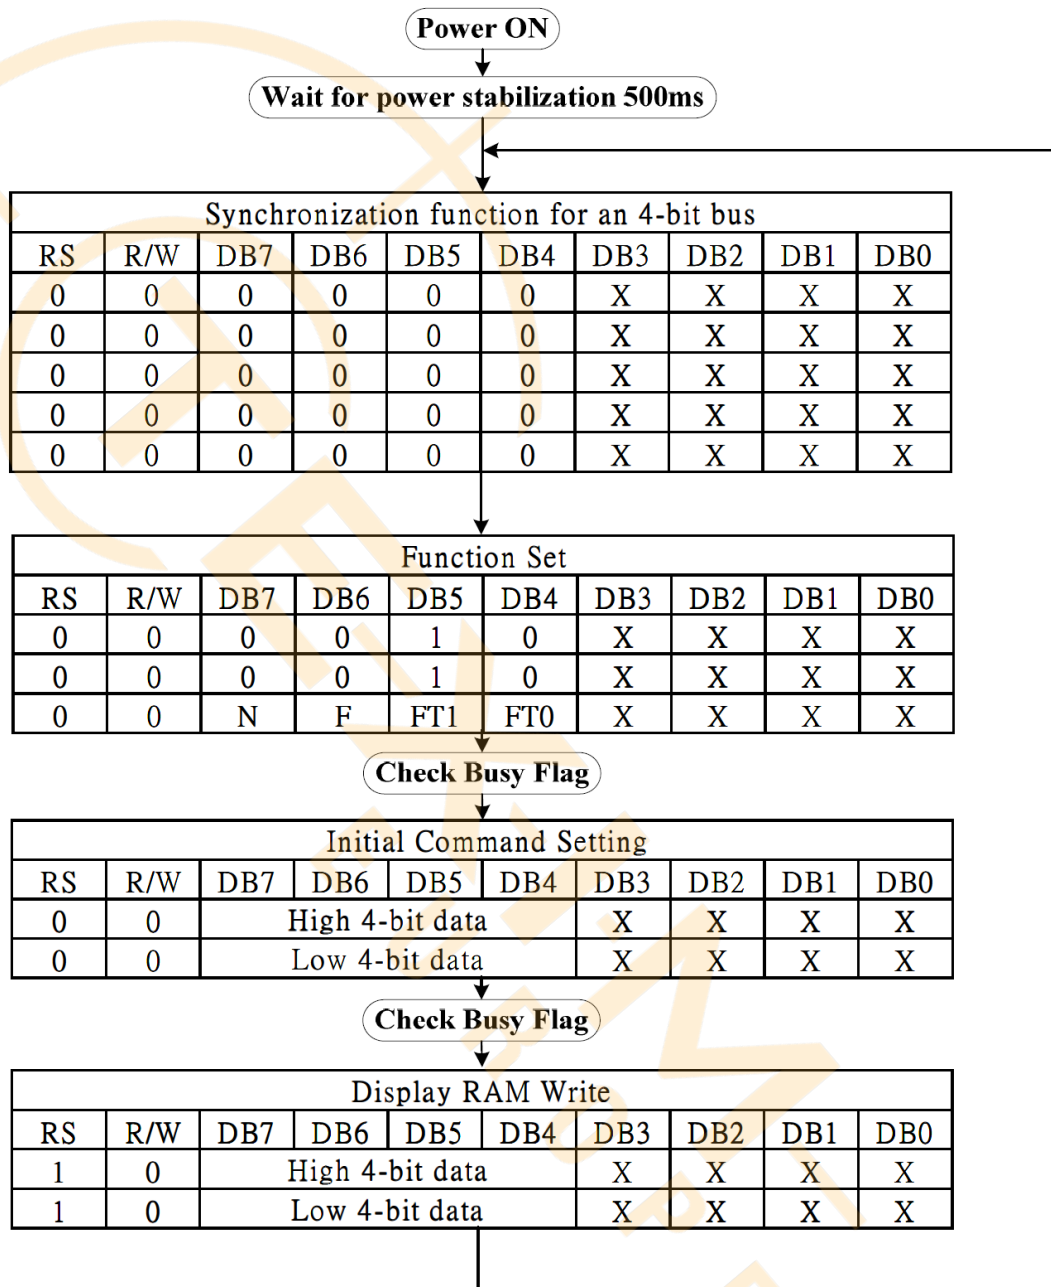 Power ON
Wait for power stabilization 500ms
Synchronization function for an 4-bit bus
RS R/W DB7 DB6 DB5 DB4 DB3 DB2 DB1 DB0
0 0 0 0 0 0 X X X X
0 0 0 0 0 0 X X X X
0 0 0 0 0 0 X X X X
0 0 0 0 0 0 X X X X
0 0 0 0 0 0 X X X X
Function Set
RS R/W DB7 DB6 DB5 DB4 DB3 DB2 DB1 DB0
0 0 0 0 1 0 X X X X
0 0 0 0 1 0 X X X X
0 0 N F FT1 FT0 X X X X
Check Busy Flag
Initial Command Setting
RS R/W DB7 DB6 DB5 DB4 DB3 DB2 DB1 DB0
0 0 High 4-bit data X X X X
0 0 Low 4-bit data X X X X
Check Busy Flag
Display RAM Write
RS R/W DB7 DB6 DB5 DB4 DB3 DB2 DB1 DB0
1 0 High 4-bit data X X X X
1 0 Low 4-bit data X X X X